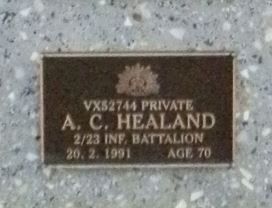 VX52744 PRIVATE
A. C. HEALAND
2/23 INF. BATTALION
20. 2. 1991 AGE 70